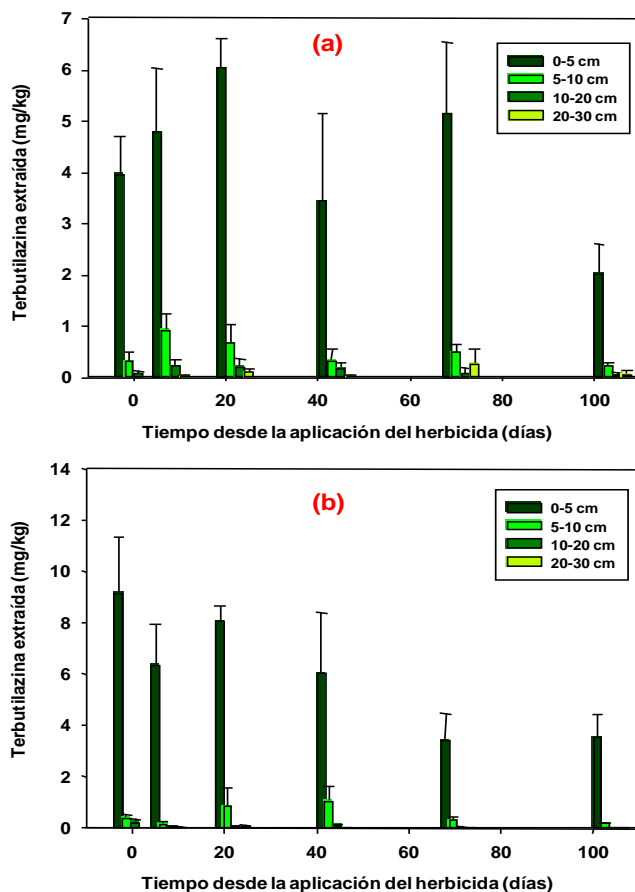 (a)
0-5 cm
5-10 cm
10-20 cm
20-30 cm
Terbutilazina extraída (mg/kg)
7
6
5
4
3
2
1
0
0 20 40 60 80 100
Tiempo desde la aplicación del herbicida (días)
(b)
0-5 cm
5-10 cm
10-20 cm
20-30 cm
Terbutilazina extraída (mg/kg)
14
12
10
8
6
4
2
0
0 20 40 60 80 100
Tiempo desde la aplicación del herbicida (días)